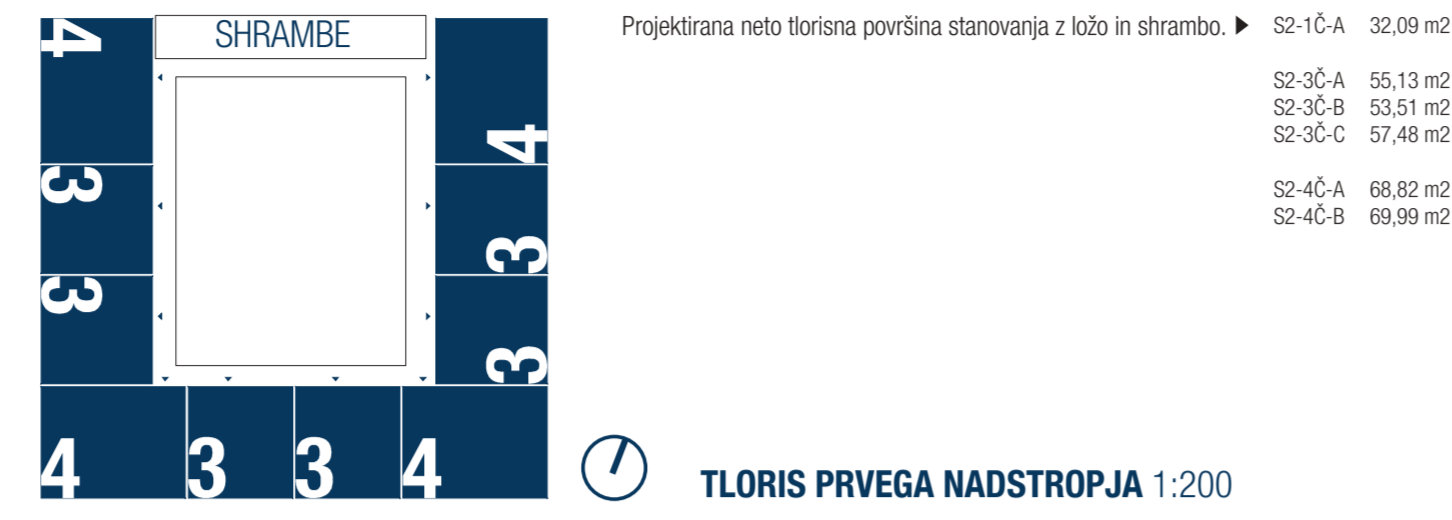 SHRAMBE
4
4
3
3
3
3
4
3
3
4
Projektirana neto tlorisna površina stanovanja z ložo in shrambo. ▶
S2-1Č-A 32,09 m2
S2-3Č-A 55,13 m2
S2-3Č-B 53,51 m2
S2-3Č-C 57,48 m2
S2-4Č-A 68,82 m2
S2-4Č-B 69,99 m2
TLORIS PRVEGA NADSTROPJA 1:200